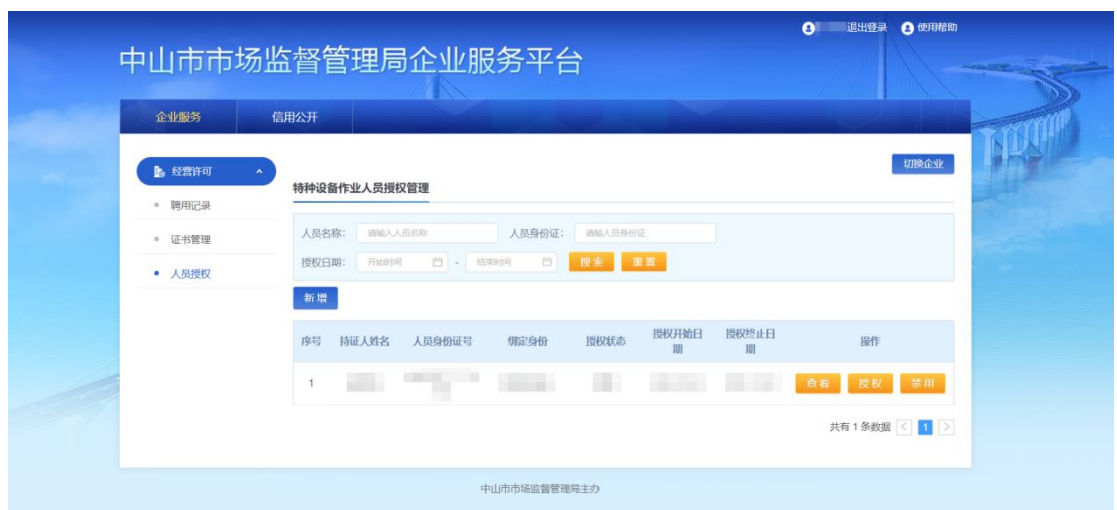 退出登录 使用帮助
中山市市场监督管理局企业服务平台
企业服务 信用公开
切换企业
经营许可
聘用记录
证书管理
人员授权
特种设备作业人员授权管理
人员名称: 请输入人员名称 人员身份证: 请输入人员身份证
授权日期: 开始时间 - 结束时间 搜索 重置
新增
序号 持证人姓名 人员身份证号 绑定身份 授权状态 授权开始日期 授权终止日期 操作
1 查看 授权 禁用
共有 1 条数据 < 1 >
中山市市场监督管理局主办